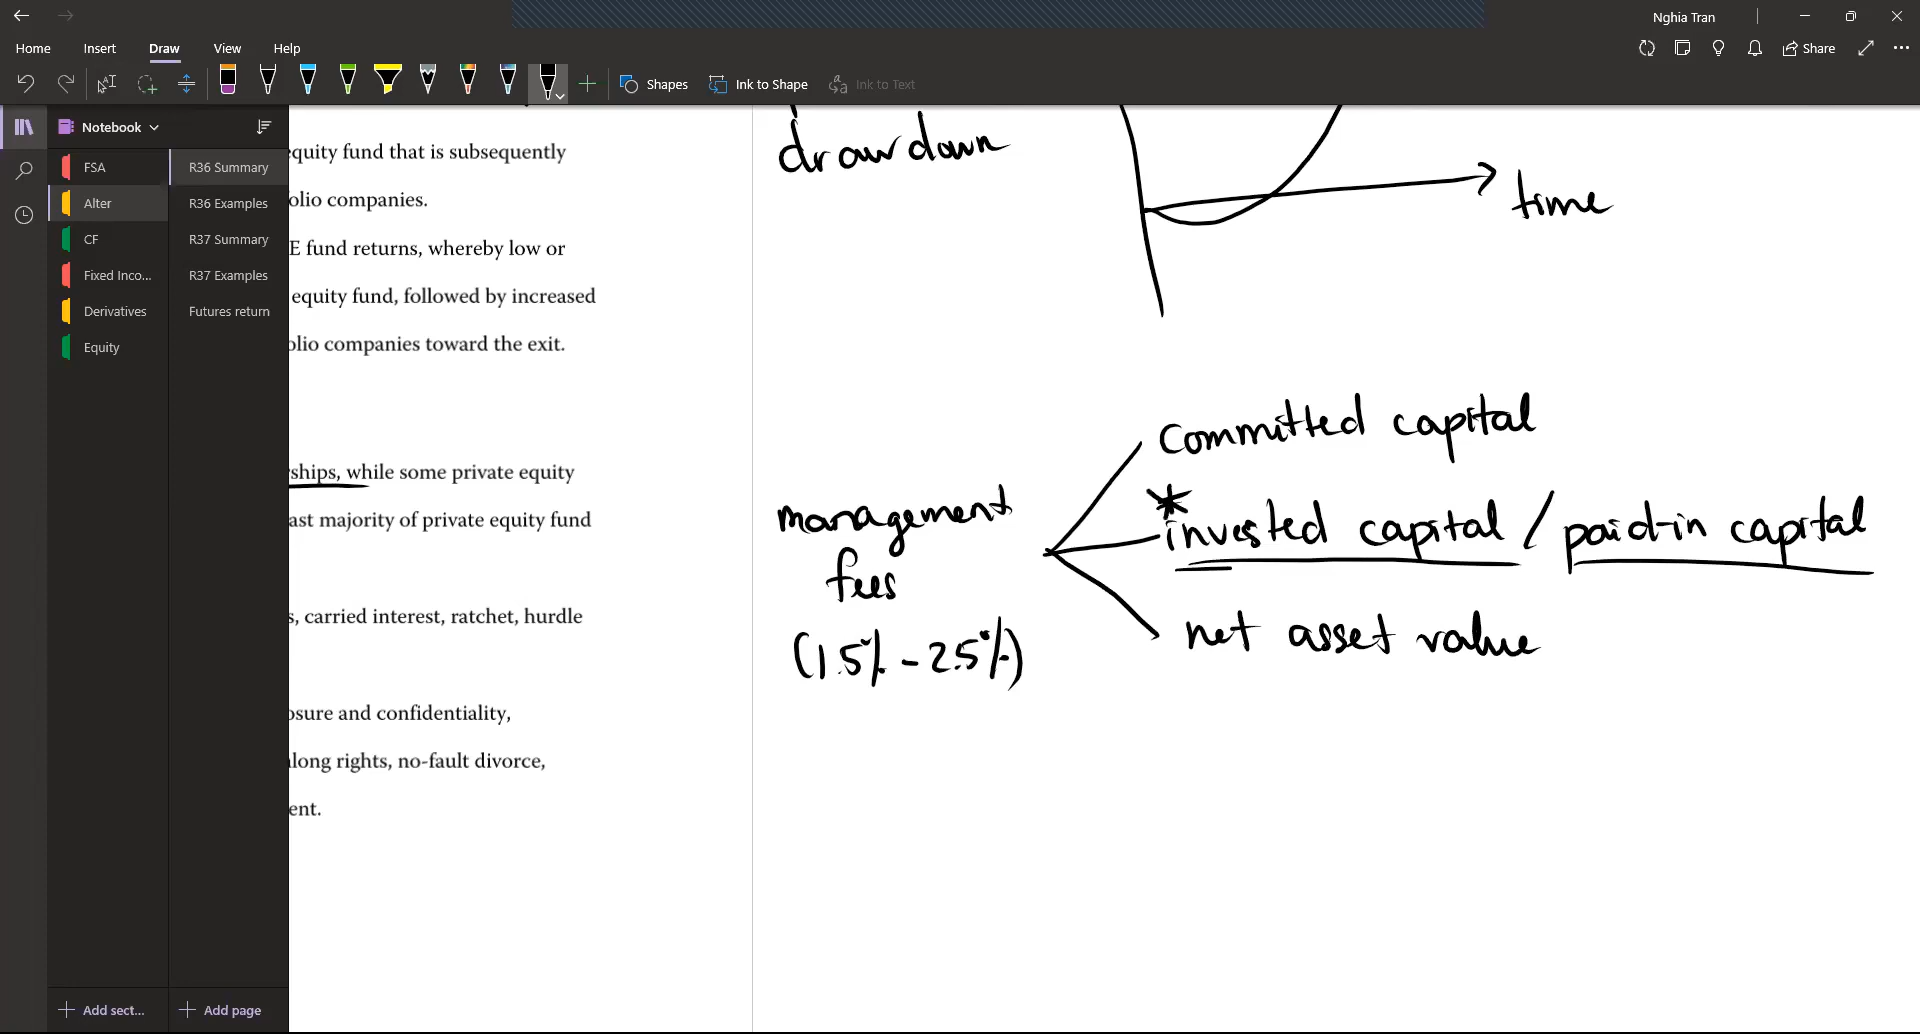 Nghia Tran
Home Insert Draw View Help
Share
Shapes Ink to Shape Ink to Text
Notebook
FSA
Alter
CF
Fixed Inco...
Derivatives
Equity
R36 Summary
R36 Examples
R37 Summary
R37 Examples
Futures return
Add sect...
Add page
equity fund that is subsequently
olio companies.
E fund returns, whereby low or
equity fund, followed by increased
olio companies toward the exit.
ships, while some private equity
ast majority of private equity fund
s, carried interest, ratchet, hurdle
osure and confidentiality,
along rights, no-fault divorce,
ent.
drawdown
time
committed capital
* invested capital / paid-in capital
management
fees
(1.5% - 2.5%)
net asset value